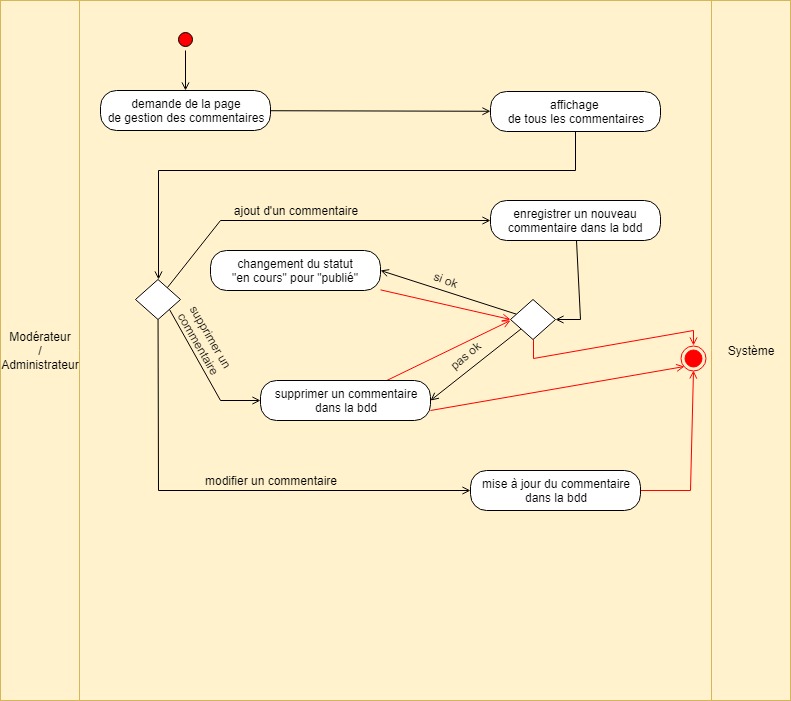 demande de la page
de gestion des commentaires
affichage
de tous les commentaires
ajout d'un commentaire
enregistrer un nouveau
commentaire dans la bdd
changement du statut
"en cours" pour "publié"
si ok
supprimer un
commentaire
pas ok
Modérateur
/
Administrateur
Système
supprimer un commentaire
dans la bdd
modifier un commentaire
mise à jour du commentaire
dans la bdd